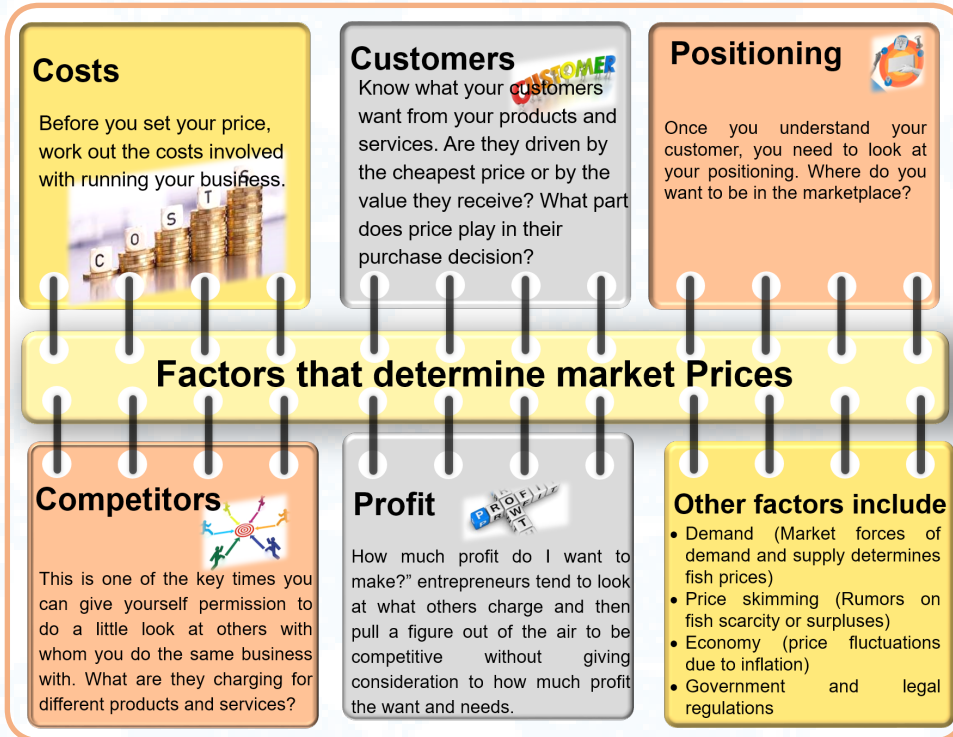 Costs
Before you set your price,
work out the costs involved
with running your business.
C O S T S
Customers
CUSTOMER
Know what your customers
want from your products and
services. Are they driven by
the cheapest price or by the
value they receive? What part
does price play in their
purchase decision?
Positioning
Once you understand your
customer, you need to look at
your positioning. Where do you
want to be in the marketplace?
Factors that determine market Prices
Competitors
This is one of the key times you
can give yourself permission to
do a little look at others with
whom you do the same business
with. What are they charging for
different products and services?
Profit
PROFIT
How much profit do I want to
make?” entrepreneurs tend to look
at what others charge and then
pull a figure out of the air to be
competitive without giving
consideration to how much profit
the want and needs.
Other factors include
• Demand (Market forces of
demand and supply determines
fish prices)
• Price skimming (Rumors on
fish scarcity or surpluses)
• Economy (price fluctuations
due to inflation)
• Government and legal
regulations